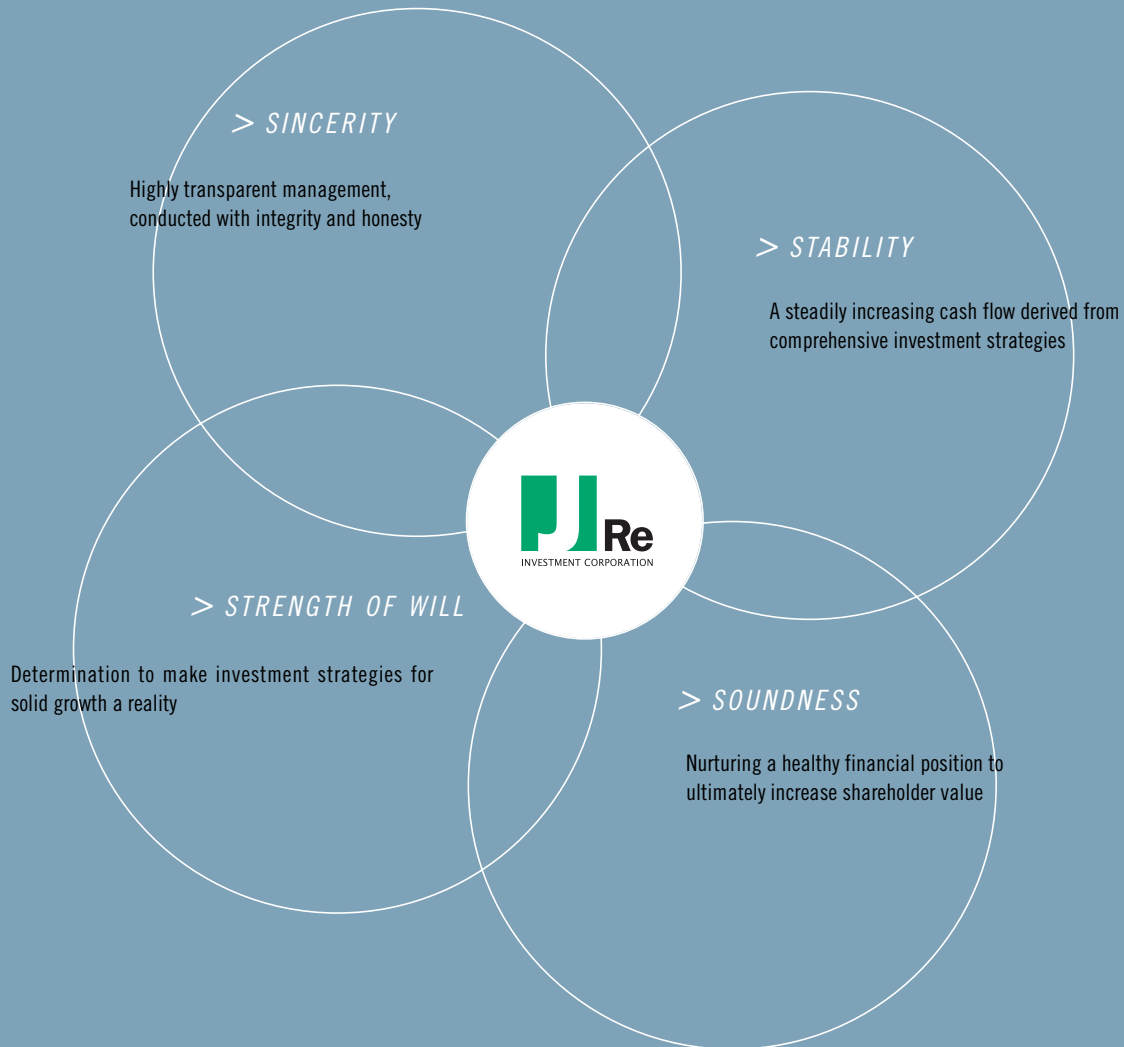 > SINCERITY
Highly transparent management,
conducted with integrity and honesty
> STABILITY
A steadily increasing cash flow derived from
comprehensive investment strategies
PJ Re
INVESTMENT CORPORATION
> STRENGTH OF WILL
Determination to make investment strategies for
solid growth a reality
> SOUNDNESS
Nurturing a healthy financial position to
ultimately increase shareholder value